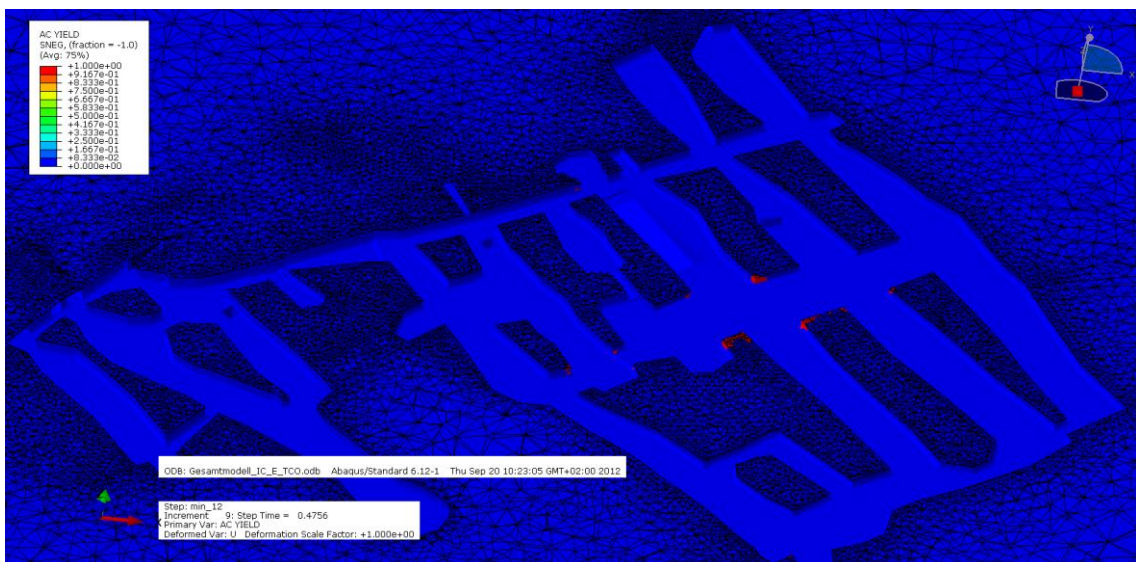 AC YIELD
SNEG, (fraction = -1.0)
(Avg: 75%)
+1.000e+00
+9.167e-01
+8.333e-01
+7.500e-01
+6.667e-01
+5.833e-01
+5.000e-01
+4.167e-01
+3.333e-01
+2.500e-01
+1.667e-01
+8.333e-02
+0.000e+00
Y
X
ODB: Gesamtmodell_IC_E_TCO.odb Abaqus/Standard 6.12-1 Thu Sep 20 10:23:05 GMT+02:00 2012
Step: min_12
Increment 9: Step Time = 0.4756
Primary Var: AC YIELD
Deformed Var: U Deformation Scale Factor: +1.000e+00
X